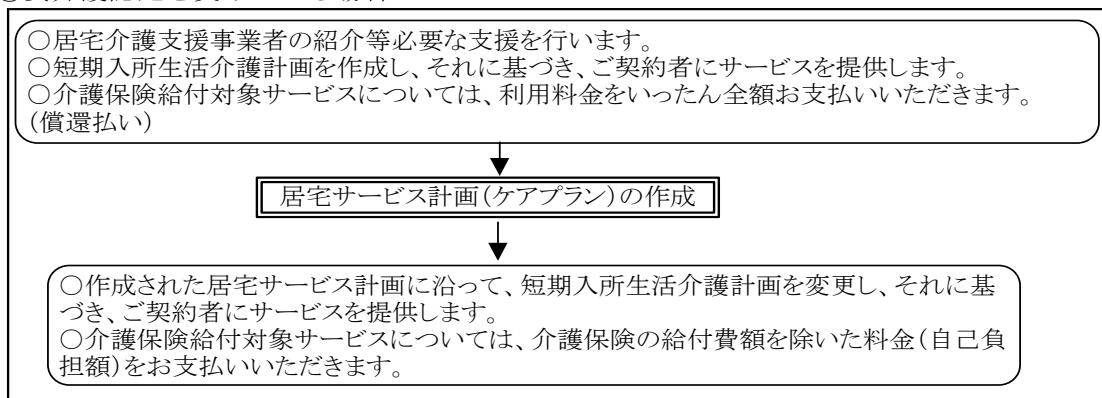 ○居宅介護支援事業者の紹介等必要な支援を行います。
○短期入所生活介護計画を作成し、それに基づき、ご契約者にサービスを提供します。
○介護保険給付対象サービスについては、利用料金をいったん全額お支払いいただきます。
(償還払い)
居宅サービス計画(ケアプラン)の作成
○作成された居宅サービス計画に沿って、短期入所生活介護計画を変更し、それに基
づき、ご契約者にサービスを提供します。
○介護保険給付対象サービスについては、介護保険の給付費額を除いた料金(自己負
担額)をお支払いいただきます。